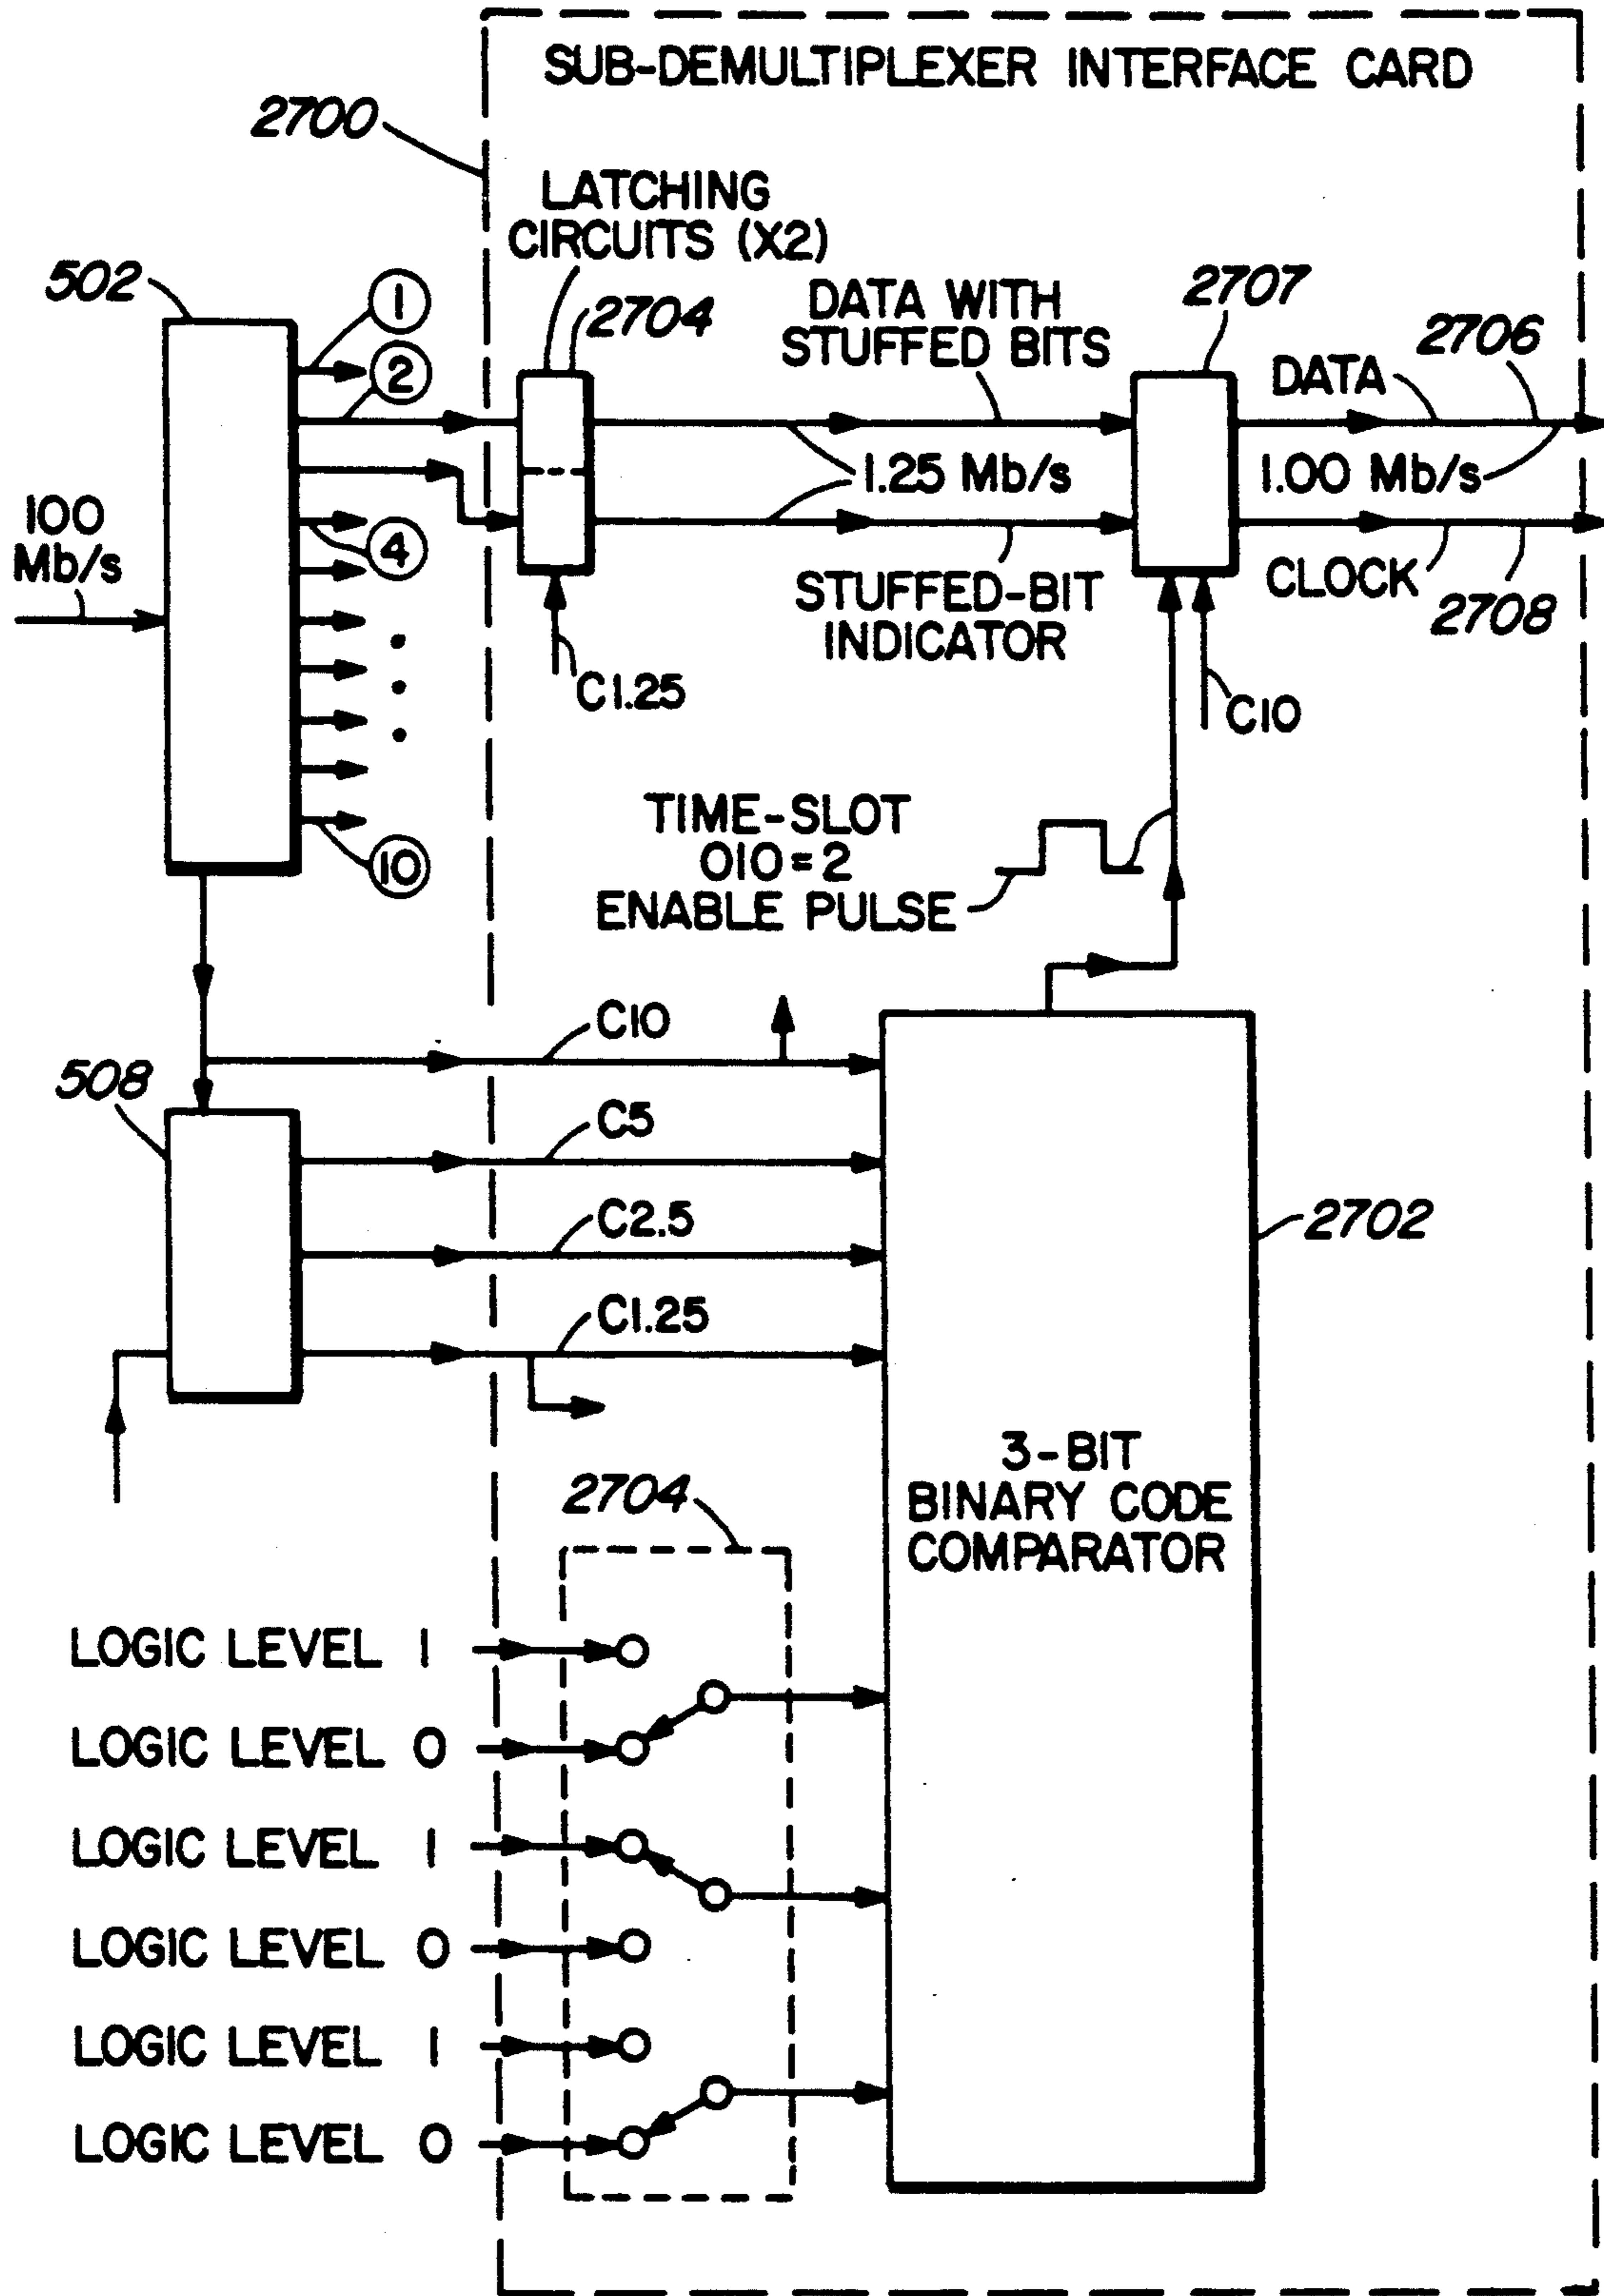 SUB-DEMULTIPLEXER INTERFACE CARD
2700
LATCHING
CIRCUITS (X2)
502
1
2704
DATA WITH
STUFFED BITS
2707
2706
2
DATA
100
Mb/s
1.25 Mb/s
1.00 Mb/s
4
STUFFED-BIT
INDICATOR
CLOCK
2708
C1.25
C10
TIME-SLOT
010=2
ENABLE PULSE
10
C10
508
C5
C2.5
2702
C1.25
3-BIT
BINARY CODE
COMPARATOR
2704
LOGIC LEVEL 1
LOGIC LEVEL 0
LOGIC LEVEL 1
LOGIC LEVEL 0
LOGIC LEVEL 1
LOGIC LEVEL 0